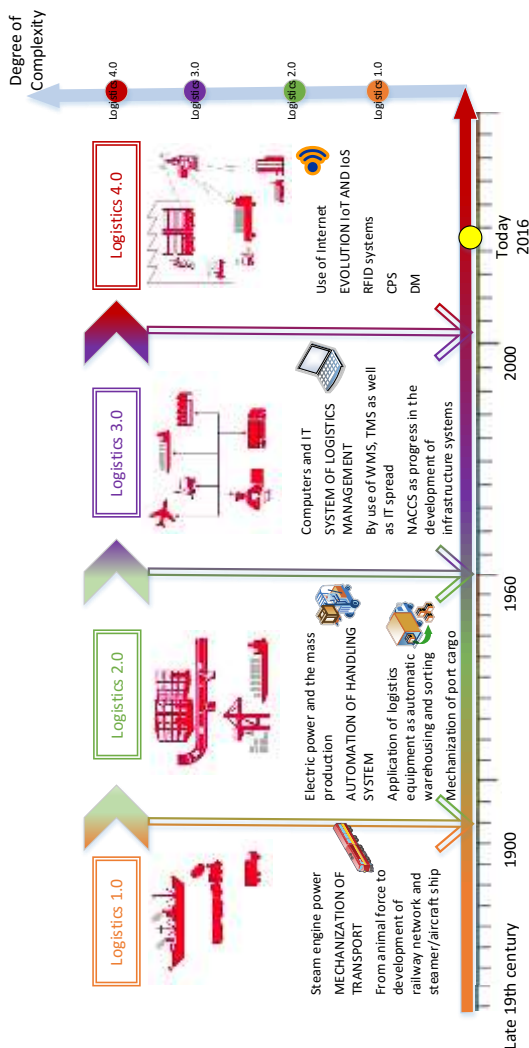 Degree of
Complexity
Logistics 4.0
Logistics 3.0
Logistics 2.0
Logistics 1.0
Logistics 1.0
Steam engine power
MECHANIZATION OF
TRANSPORT
From animal force to
development of
railway network and
steamer/aircraft ship
Logistics 2.0
Electric power and the mass
production
AUTOMATION OF HANDLING
SYSTEM
Application of logistics
equipment as automatic
warehousing and sorting
Mechanization of port cargo
Logistics 3.0
Computers and IT
SYSTEM OF LOGISTICS
MANAGEMENT
By use of WMS, TMS as well
as IT spread
NACCS as progress in the
development of
infrastructure systems
Logistics 4.0
Use of Internet
EVOLUTION IoT AND IoS
RFID systems
CPS
DM
Late 19th century
1900
1960
2000
Today
2016